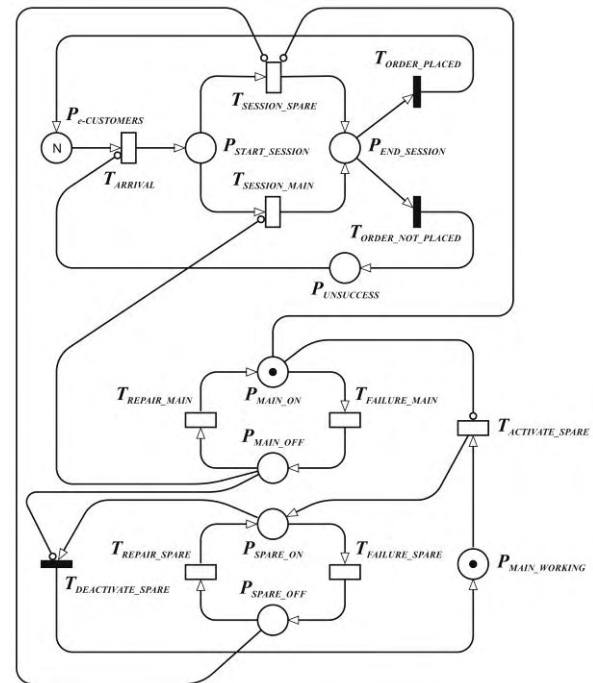 T_ORDER_PLACED
P_e-CUSTOMERS
T_SESSION_SPARE
N
P_START_SESSION
P_END_SESSION
T_ARRIVAL
T_SESSION_MAIN
T_ORDER_NOT_PLACED
P_UNSUCCESS
T_REPAIR_MAIN
P_MAIN_ON
T_FAILURE_MAIN
T_ACTIVATE_SPARE
P_MAIN_OFF
T_REPAIR_SPARE
P_SPARE_ON
T_FAILURE_SPARE
P_MAIN_WORKING
T_DEACTIVATE_SPARE
P_SPARE_OFF